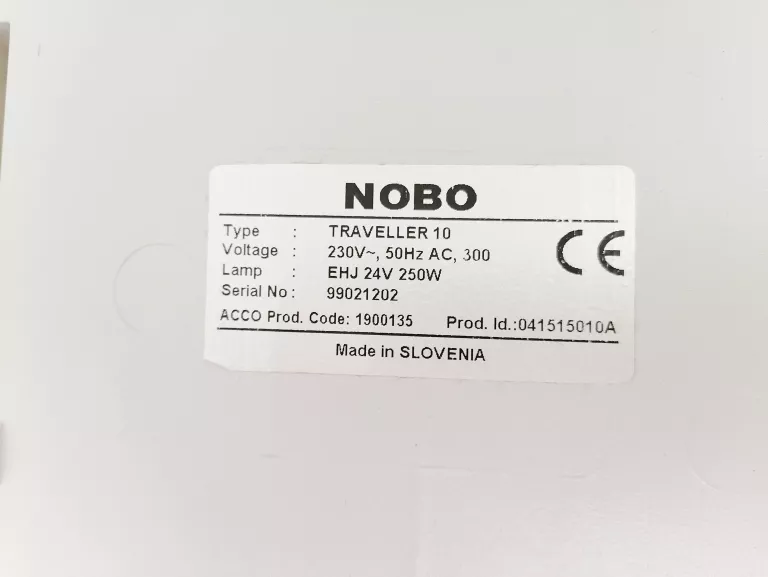 NOBO
Type : TRAVELLER 10
Voltage : 230V~, 50Hz AC, 300
Lamp : EHJ 24V 250W
Serial No : 99021202
CE
ACCO Prod. Code: 1900135 Prod. Id.:041515010A
Made in SLOVENIA